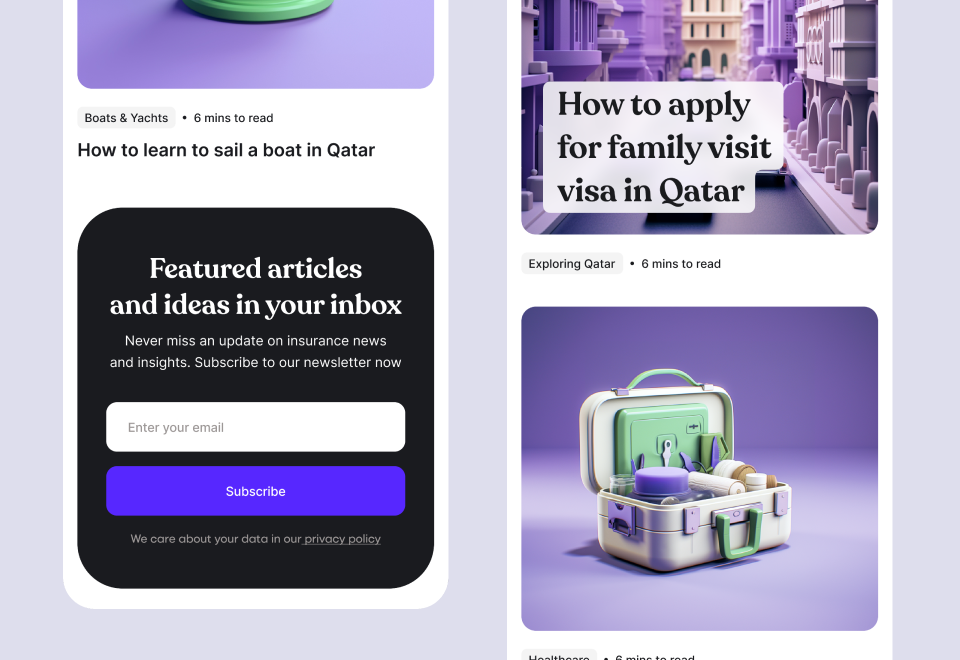 Boats & Yachts • 6 mins to read
How to learn to sail a boat in Qatar
Featured articles
and ideas in your inbox
Never miss an update on insurance news
and insights. Subscribe to our newsletter now
Enter your email
Subscribe
We care about your data in our privacy policy
How to apply
for family visit
visa in Qatar
Exploring Qatar • 6 mins to read
Healthcare • 6 mins to read